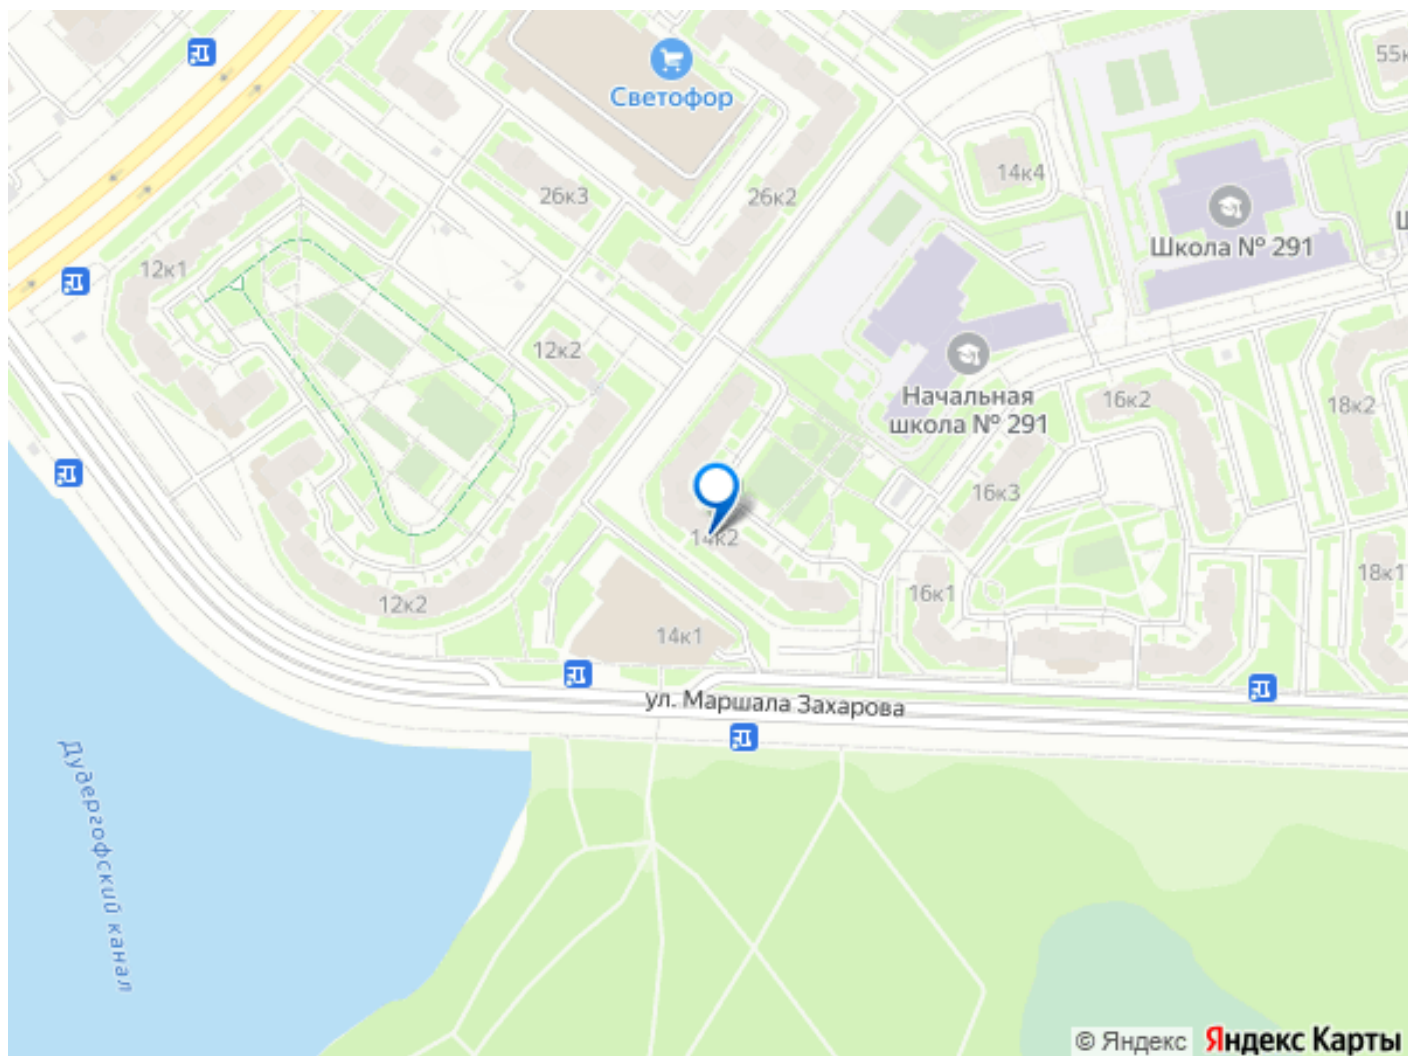 55к
Светофор
14к4
26к3
26к2
Школа № 291
Ш
12к1
12к2
Начальная
школа № 291
16к2
18к2
16к3
14к2
18к1
16к1
12к2
14к1
ул. Маршала Захарова
Дудергофский канал
© Яндекс Яндекс Карты